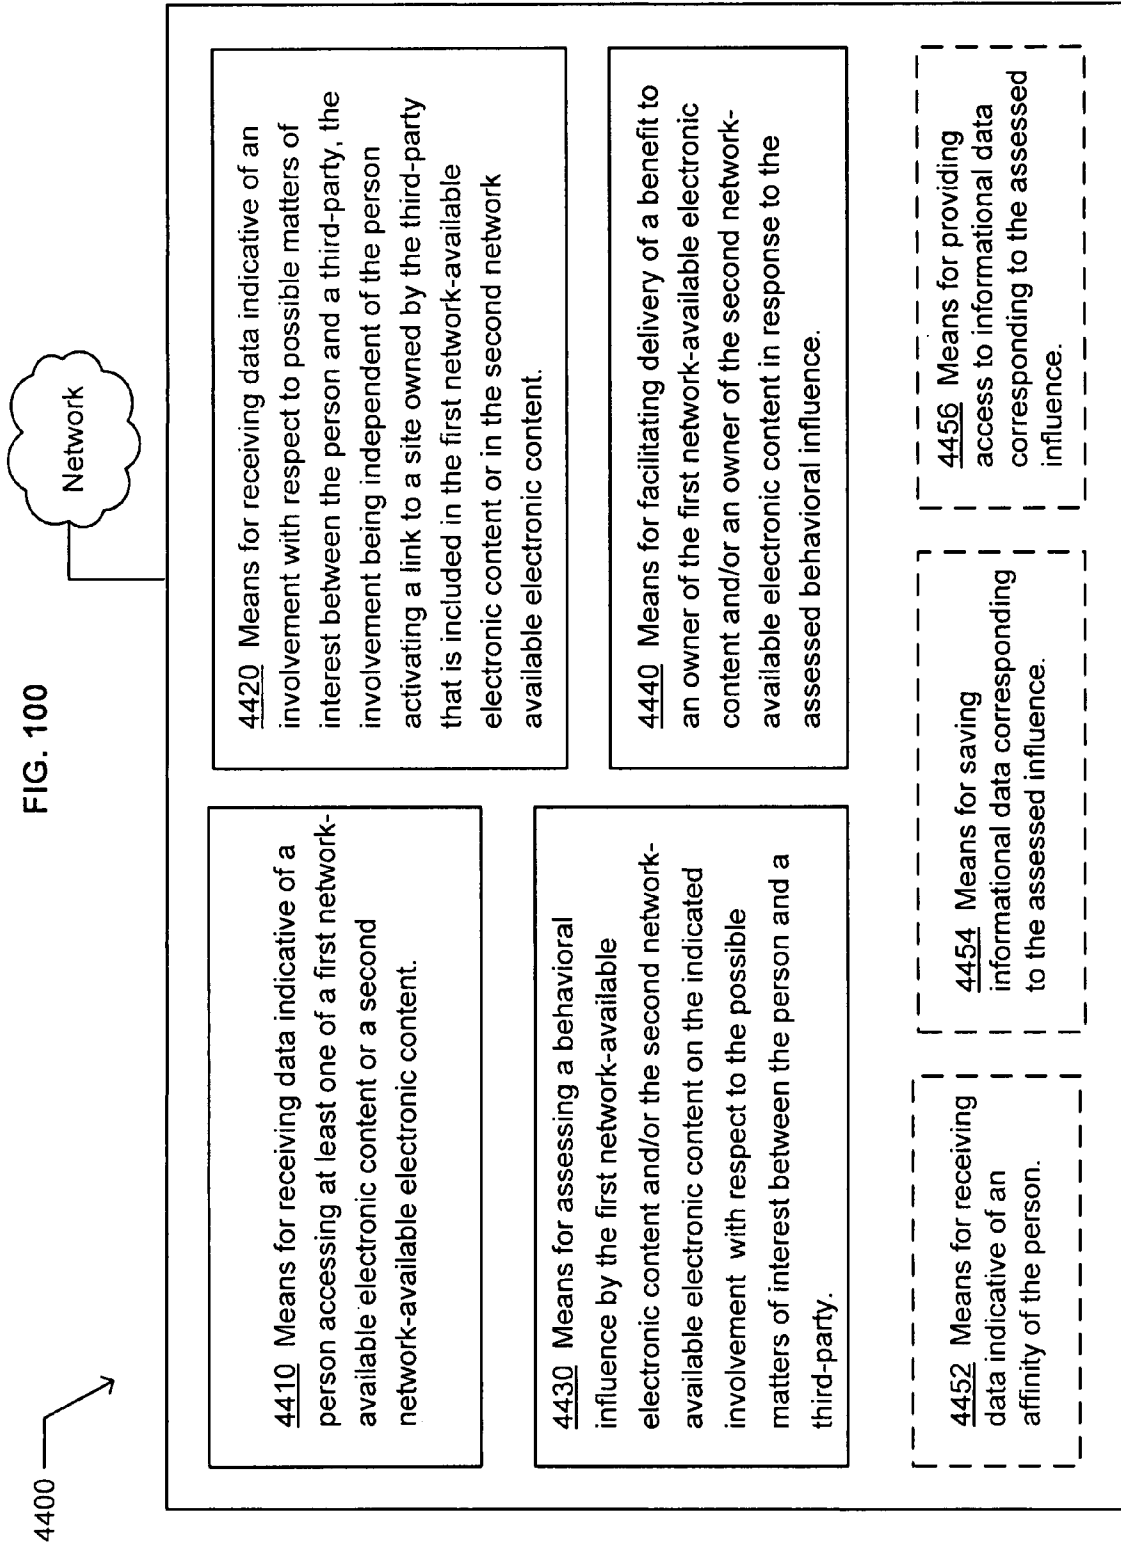 FIG. 100
4400
Network
4410 Means for receiving data indicative of a
person accessing at least one of a first network-
available electronic content or a second
network-available electronic content.
4420 Means for receiving data indicative of an
involvement with respect to possible matters of
interest between the person and a third-party, the
involvement being independent of the person
activating a link to a site owned by the third-party
that is included in the first network-available
electronic content or in the second network
available electronic content.
4430 Means for assessing a behavioral
influence by the first network-available
electronic content and/or the second network-
available electronic content on the indicated
involvement with respect to the possible
matters of interest between the person and a
third-party.
4440 Means for facilitating delivery of a benefit to
an owner of the first network-available electronic
content and/or an owner of the second network-
available electronic content in response to the
assessed behavioral influence.
4452 Means for receiving
data indicative of an
affinity of the person.
4454 Means for saving
informational data corresponding
to the assessed influence.
4456 Means for providing
access to informational data
corresponding to the assessed
influence.